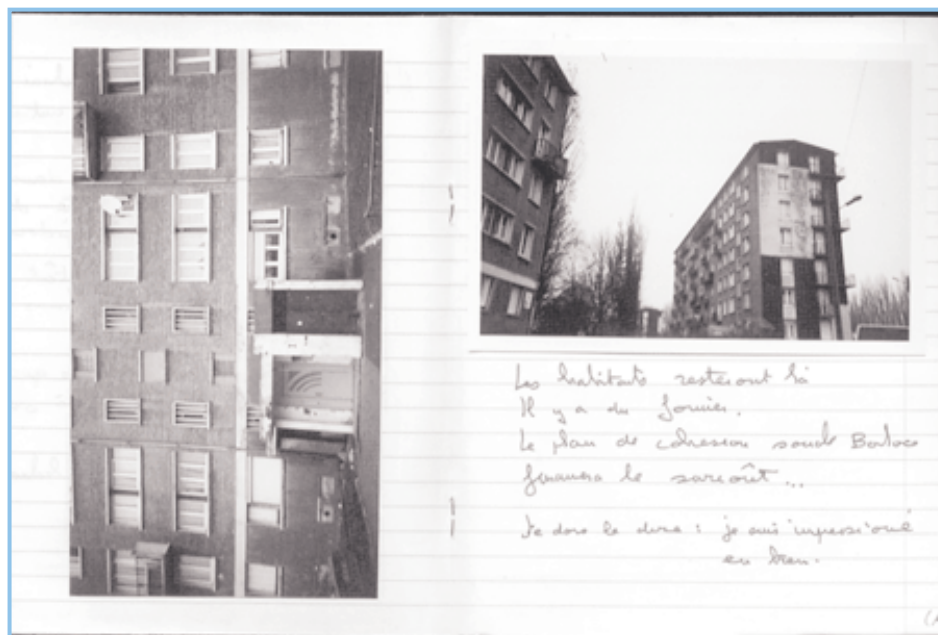 Les habitants resteront là
Il y a du
Le plan de cohésion sociale Borloo
financera le surcoût...
Je dois le dire : je suis impressionné
en bien.